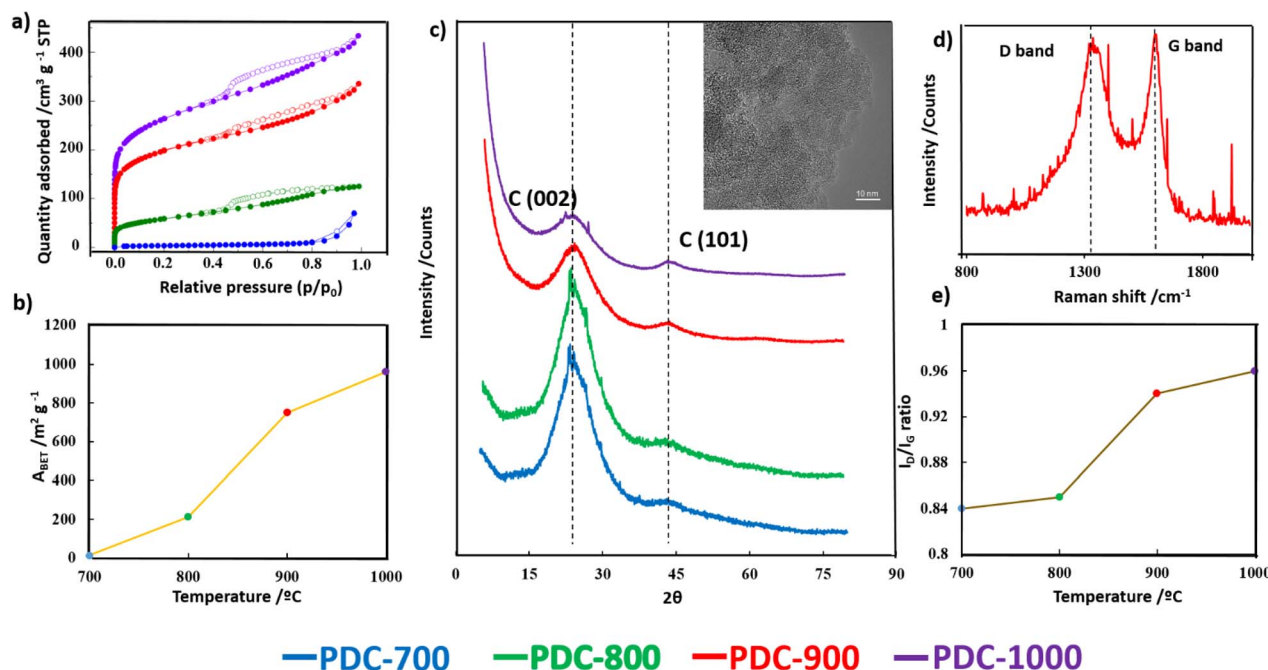 a)
Quantity adsorbed /cm³ g ⁻¹ STP
400
300
200
100
0
0.0 0.2 0.4 0.6 0.8 1.0
Relative pressure (p/p₀)
b)
A_BET /m² g ⁻¹
1200
1000
800
600
400
200
0
700 800 900 1000
Temperature /ºC
c)
Intensity /Counts
C (002)
C (101)
10 nm
0 15 30 45 60 75 90
2θ
d)
D band
G band
Intensity /Counts
800 1300 1800
Raman shift /cm⁻¹
e)
I_D/I_G ratio
1
0.96
0.92
0.88
0.84
0.8
700 800 900 1000
Temperature /ºC
PDC-700 PDC-800 PDC-900 PDC-1000